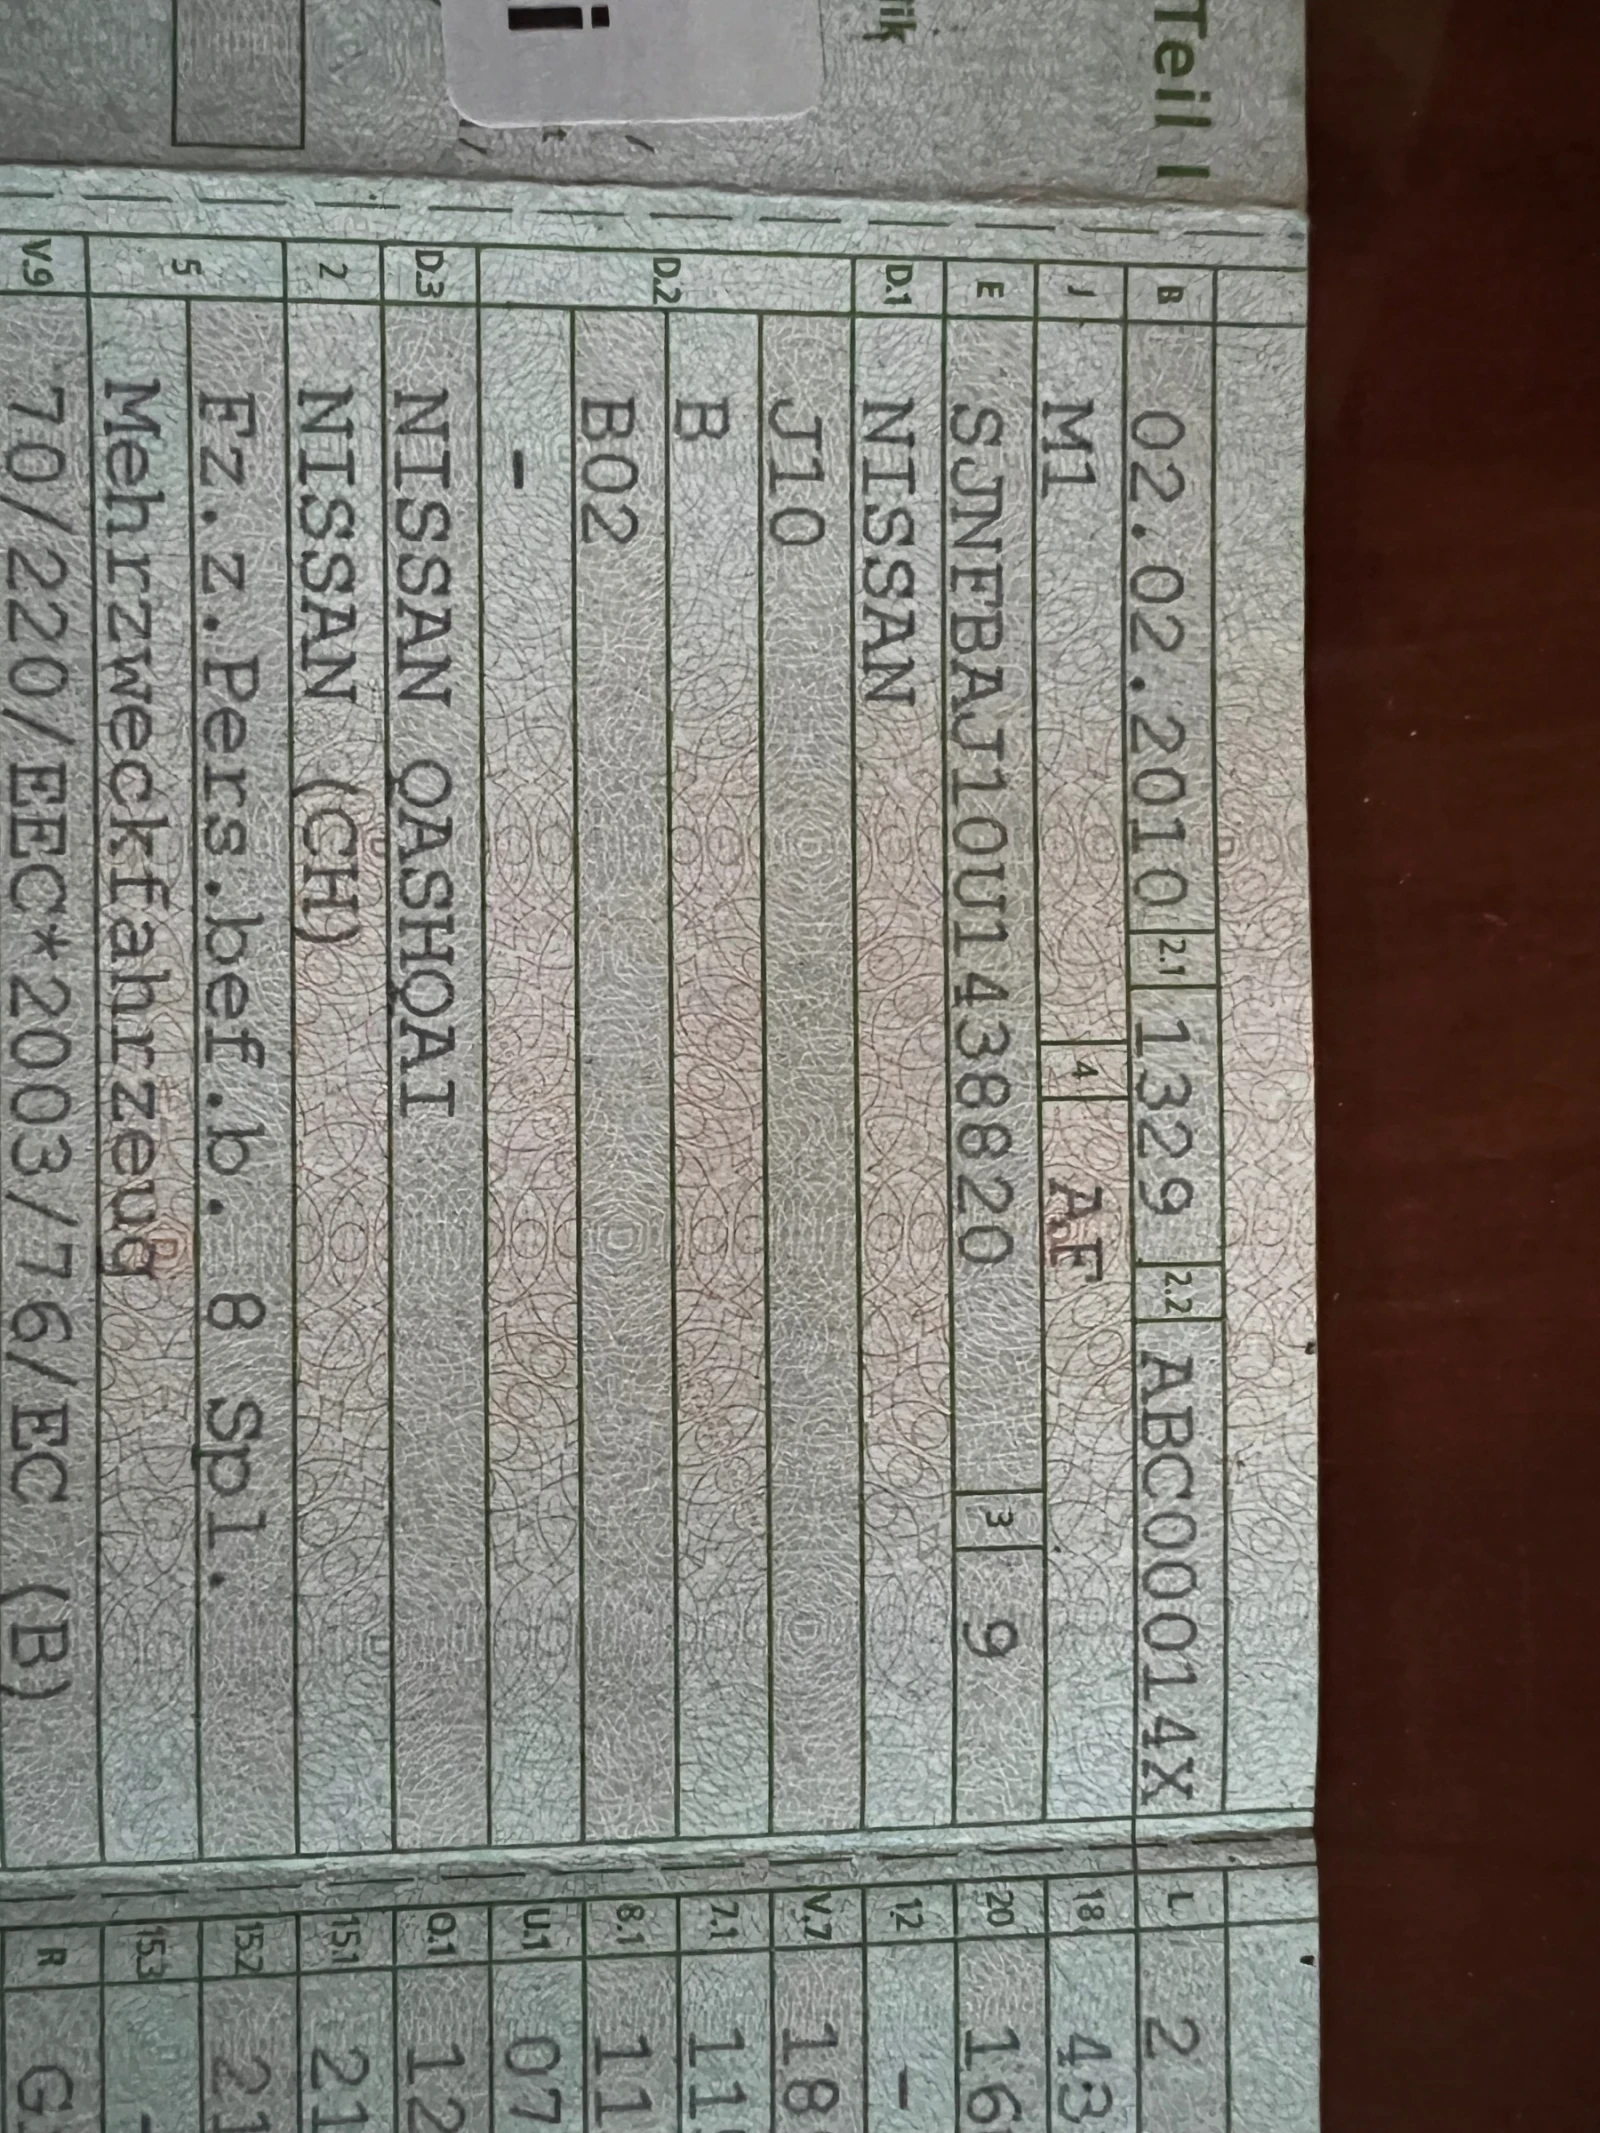 Teil I
ik
i
t
B 02.02.2010 2.1 1329 2.2 ABC000014X
J M1 4 AF
E SJNFBAJ10U1438820 3 9
D.1 NISSAN
D.2 J10
B
B02
-
D.3 NISSAN QASHQAI
2 NISSAN (CH)
5 Fz.z.Pers.bef.b. 8 Spl.
Mehrzweckfahrzeug
V.9 70/220/EEC*2003/76/EC (B)
L 2
18 43
20 16
12 -
V.7 18
7.1 11
8.1 11
U.1 07
O.1 12
15.1 21
15.2 21
15.3 -
R G